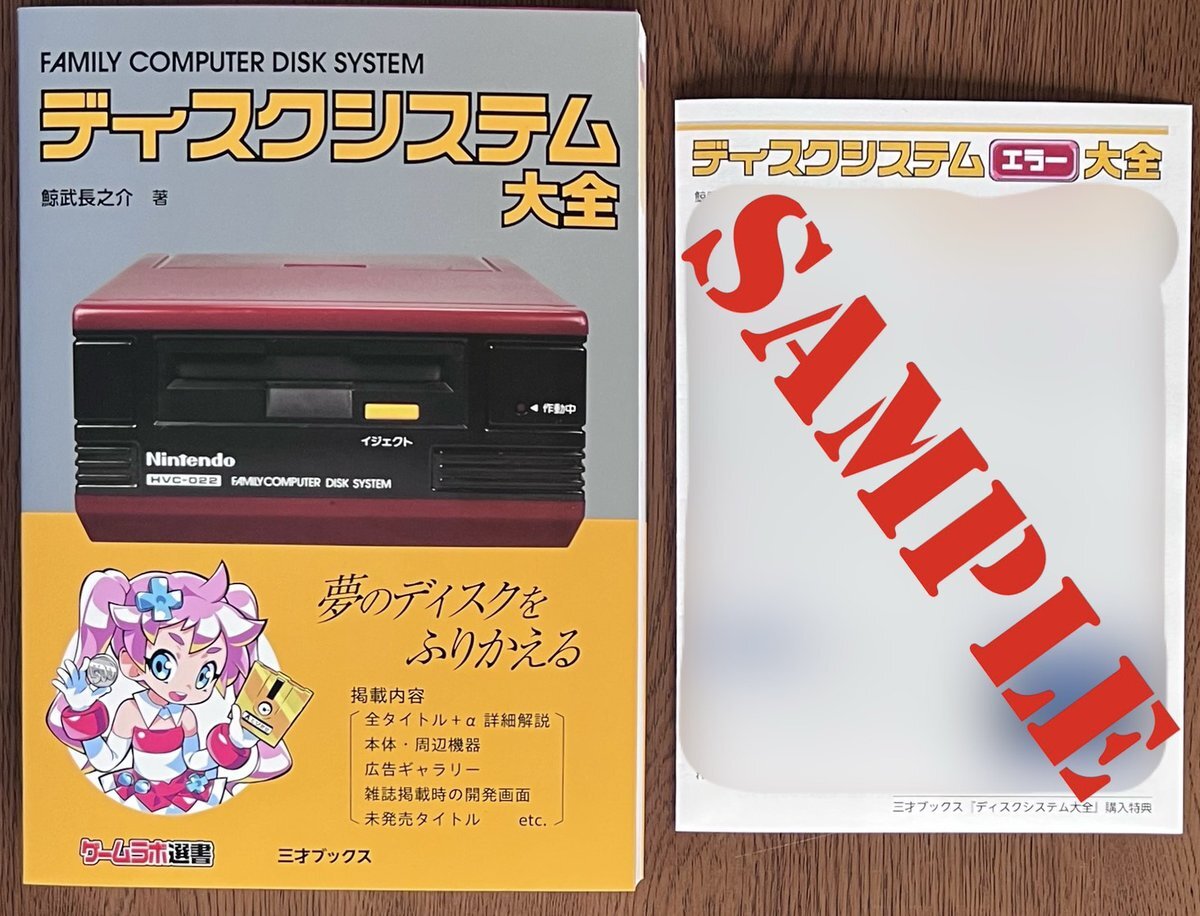 FAMILY COMPUTER DISK SYSTEM
ディスクシステム
大全
鯨武長之介 著
◀ 作動中
イジェクト
Nintendo
HVC-022 FAMILY COMPUTER DISK SYSTEM
夢のディスクを
ふりかえる
掲載内容
全タイトル+α 詳細解説
本体・周辺機器
広告ギャラリー
雑誌掲載時の開発画面
未発売タイトル etc.
ゲームラボ選書
三才ブックス
ディスクシステム エラー 大全
SAMPLE
三才ブックス『ディスクシステム大全』購入特典